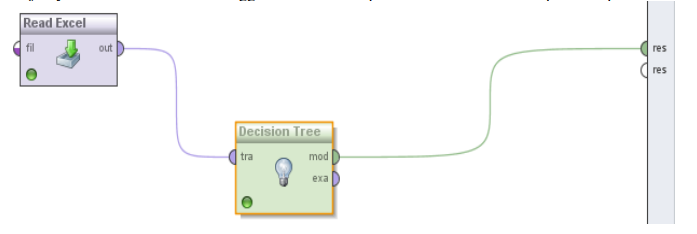 Read Excel
fil
out
res
res
Decision Tree
tra
mod
exa